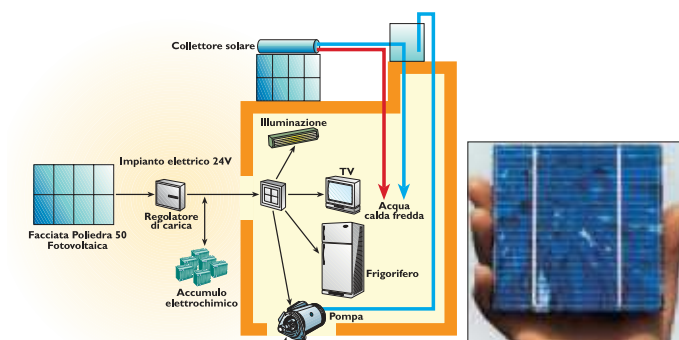 Collettore solare
Illuminazione
Impianto elettrico 24V
TV
Regolatore
di carica
Acqua
calda fredda
Facciata Poliedra 50
Fotovoltaica
Frigorifero
Accumulo
elettrochimico
Pompa